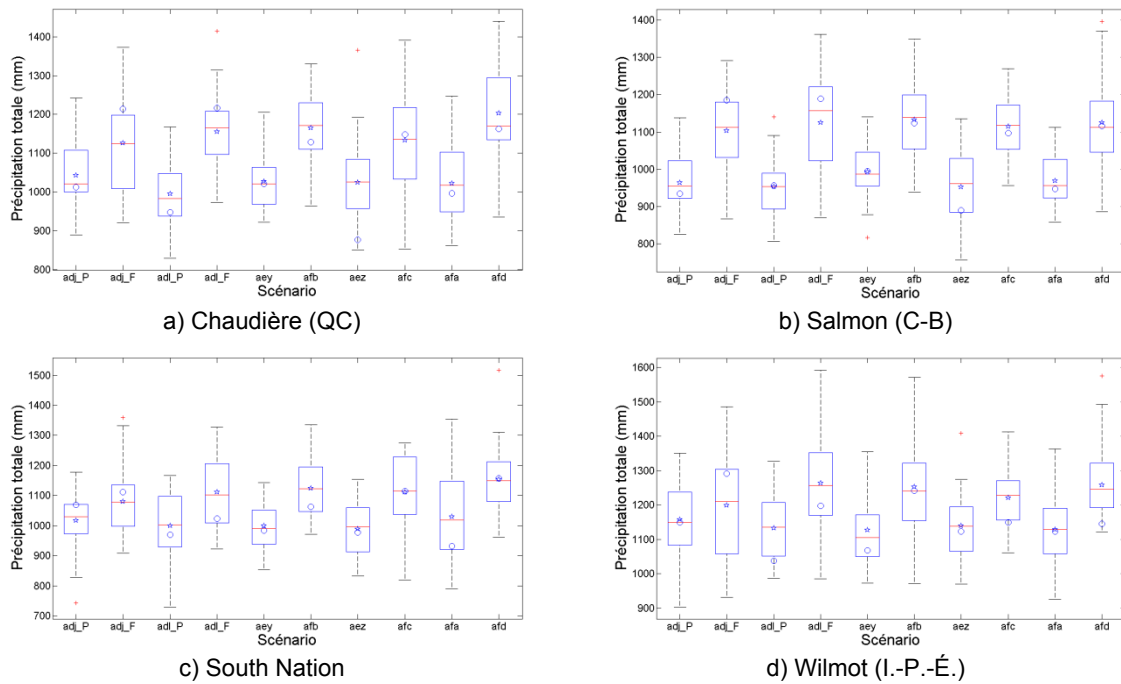 Précipitation totale (mm)
1400
1300
1200
1100
1000
900
800
adj_P adj_F adl_P adl_F aey afb aez afc afa afd
Scénario
a) Chaudière (QC)
Précipitation totale (mm)
1400
1300
1200
1100
1000
900
800
adj_P adj_F adl_P adl_F aey afb aez afc afa afd
Scénario
b) Salmon (C-B)
Précipitation totale (mm)
1500
1400
1300
1200
1100
1000
900
800
700
adj_P adj_F adl_P adl_F aey afb aez afc afa afd
Scénario
c) South Nation
Précipitation totale (mm)
1600
1500
1400
1300
1200
1100
1000
900
adj_P adj_F adl_P adl_F aey afb aez afc afa afd
Scénario
d) Wilmot (I.-P.-É.)